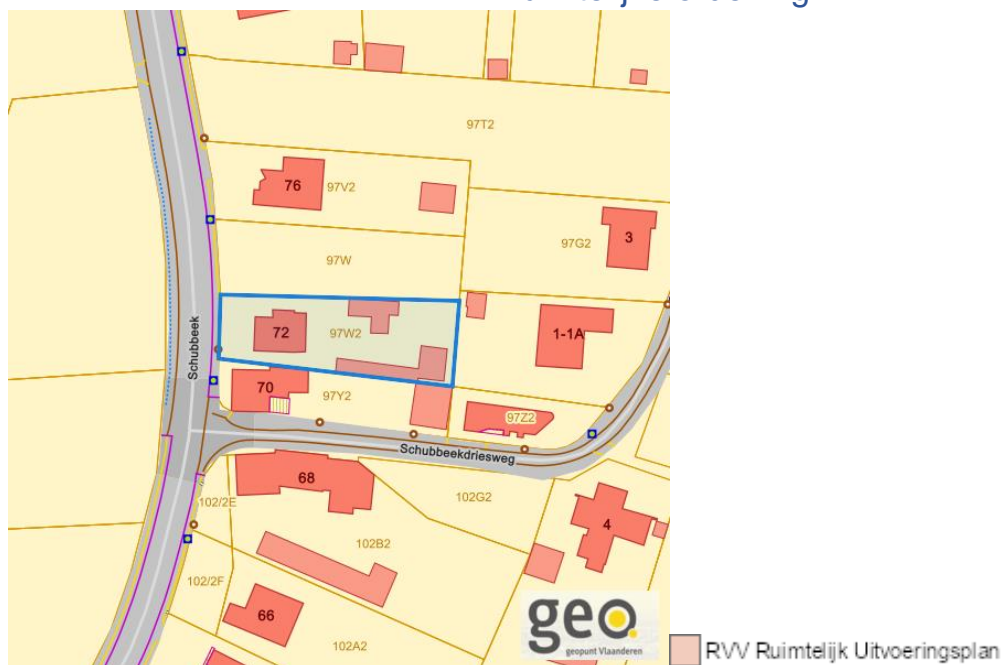 97T2
76
97V2
97G2
3
97W
72
97W2
1-1A
Schubbeek
70
97Y2
97Z2
Schubbeekdriesweg
68
102G2
102/2E
4
102B2
102/2F
66
102A2
geo.
geopunt Vlaanderen
RVV Ruimtelijk Uitvoeringsplan